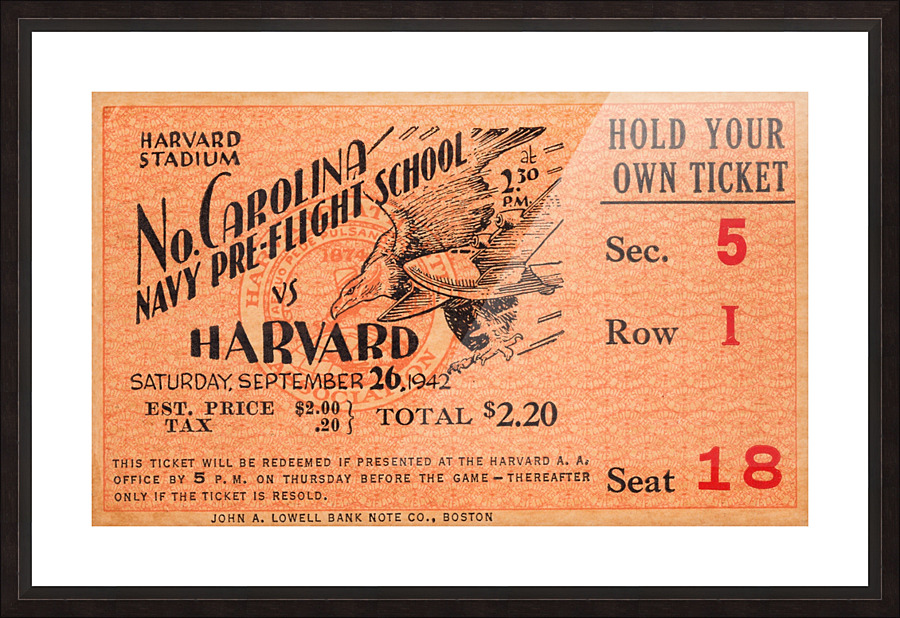 HARVARD
STADIUM
No. CAROLINA
NAVY PRE-FLIGHT SCHOOL
at
2.30
P.M.
VS
HARVARD
SATURDAY, SEPTEMBER 26, 1942
EST. PRICE $2.00
TAX .20 } TOTAL $2.20
THIS TICKET WILL BE REDEEMED IF PRESENTED AT THE HARVARD A. A.
OFFICE BY 5 P. M. ON THURSDAY BEFORE THE GAME — THEREAFTER
ONLY IF THE TICKET IS RESOLD.
JOHN A. LOWELL BANK NOTE CO., BOSTON
1874
HOLD YOUR
OWN TICKET
Sec. 5
Row I
Seat 18